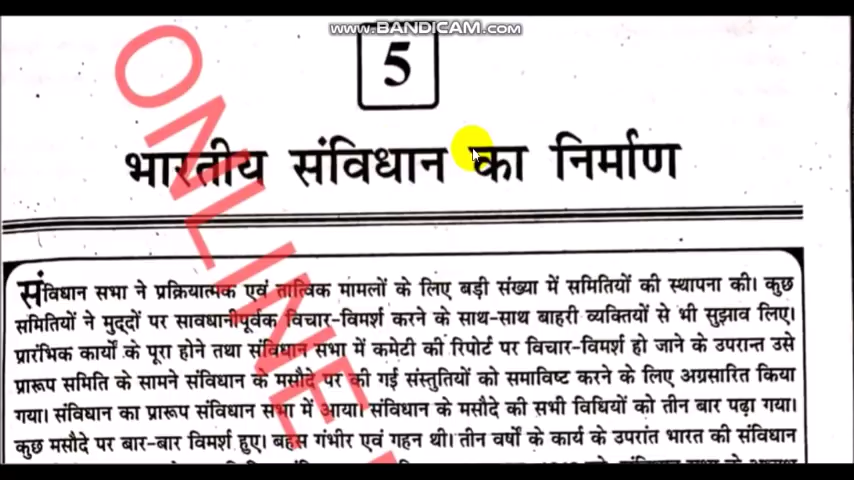 www.BANDICAM.com
5
भारतीय संविधान का निर्माण
संविधान सभा ने प्रक्रियात्मक एवं तात्विक मामलों के लिए बड़ी संख्या में समितियों की स्थापना की। कुछ
समितियों ने मुद्दों पर सावधानीपूर्वक विचार-विमर्श करने के साथ-साथ बाहरी व्यक्तियों से भी सुझाव लिए।
प्रारंभिक कार्यों के पूरा होने तथा संविधान सभा में कमेटी की रिपोर्ट पर विचार-विमर्श हो जाने के उपरान्त उसे
प्रारूप समिति के सामने संविधान के मसौदे पर की गई संस्तुतियों को समाविष्ट करने के लिए अग्रसारित किया
गया। संविधान का प्रारूप संविधान सभा में आया। संविधान के मसौदे की सभी विधियों को तीन बार पढ़ा गया।
कुछ मसौदे पर बार-बार विमर्श हुए। बहस गंभीर एवं गहन थी। तीन वर्षों के कार्य के उपरांत भारत की संविधान
ONLINE